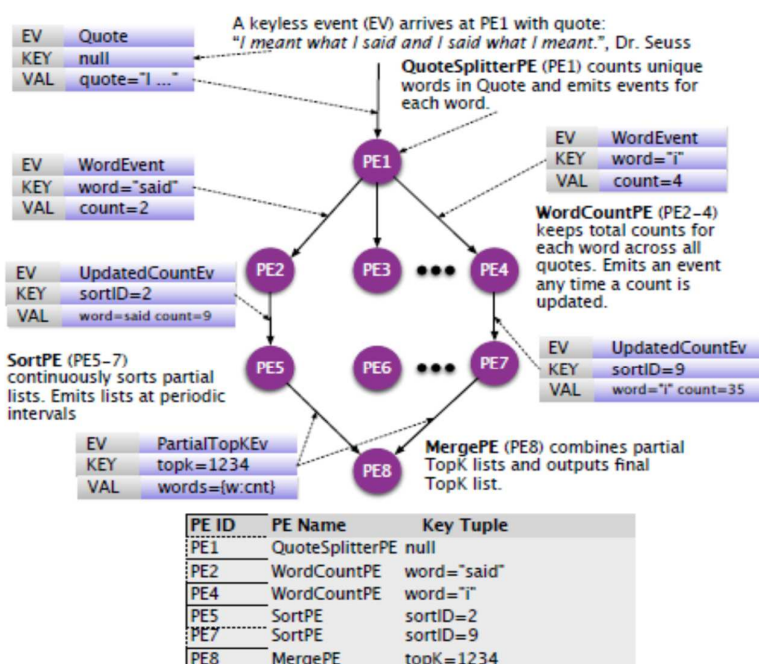 A keyless event (EV) arrives at PE1 with quote:
“I meant what I said and I said what I meant.”, Dr. Seuss
EV Quote
KEY null
VAL quote="I ..."
QuoteSplitterPE (PE1) counts unique
words in Quote and emits events for
each word.
PE1
EV WordEvent
KEY word="said"
VAL count=2
EV WordEvent
KEY word="i"
VAL count=4
WordCountPE (PE2-4)
keeps total counts for
each word across all
quotes. Emits an event
any time a count is
updated.
PE2
PE3
PE4
EV UpdatedCountEv
KEY sortID=2
VAL word=said count=9
EV UpdatedCountEv
KEY sortID=9
VAL word="i" count=35
SortPE (PE5-7)
continuously sorts partial
lists. Emits lists at periodic
intervals
PE5
PE6
PE7
EV PartialTopKEv
KEY topk=1234
VAL words={w:cnt}
MergePE (PE8) combines partial
TopK lists and outputs final
TopK list.
PE8
PE ID PE Name Key Tuple
PE1 QuoteSplitterPE null
PE2 WordCountPE word="said"
PE4 WordCountPE word="i"
PE5 SortPE sortID=2
PE7 SortPE sortID=9
PE8 MergePE topK=1234